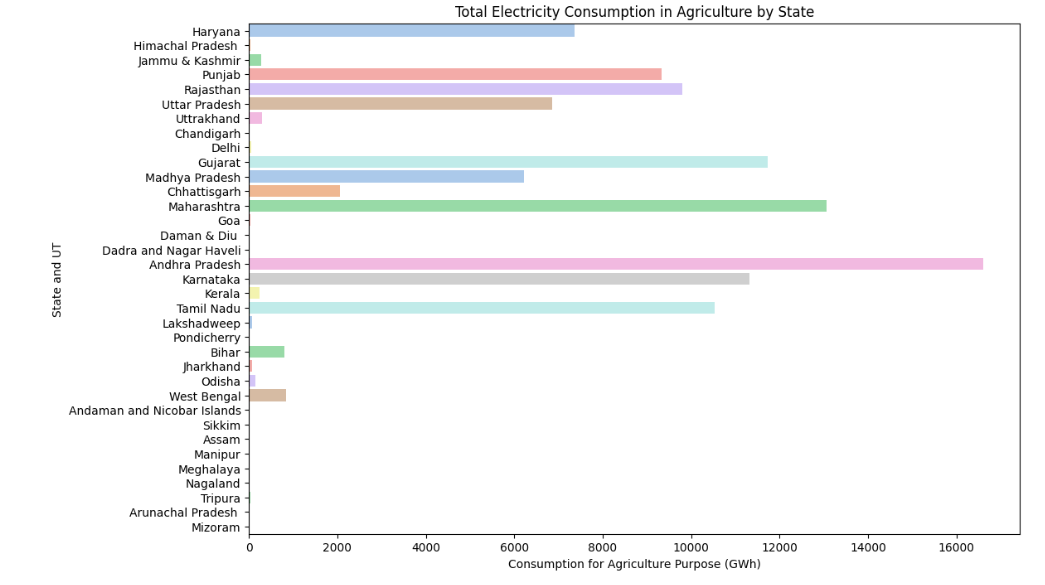 Total Electricity Consumption in Agriculture by State
Haryana
Himachal Pradesh
Jammu & Kashmir
Punjab
Rajasthan
Uttar Pradesh
Uttrakhand
Chandigarh
Delhi
Gujarat
Madhya Pradesh
Chhattisgarh
Maharashtra
Goa
Daman & Diu
Dadra and Nagar Haveli
Andhra Pradesh
Karnataka
Kerala
Tamil Nadu
Lakshadweep
Pondicherry
Bihar
Jharkhand
Odisha
West Bengal
Andaman and Nicobar Islands
Sikkim
Assam
Manipur
Meghalaya
Nagaland
Tripura
Arunachal Pradesh
Mizoram
State and UT
0 2000 4000 6000 8000 10000 12000 14000 16000
Consumption for Agriculture Purpose (GWh)